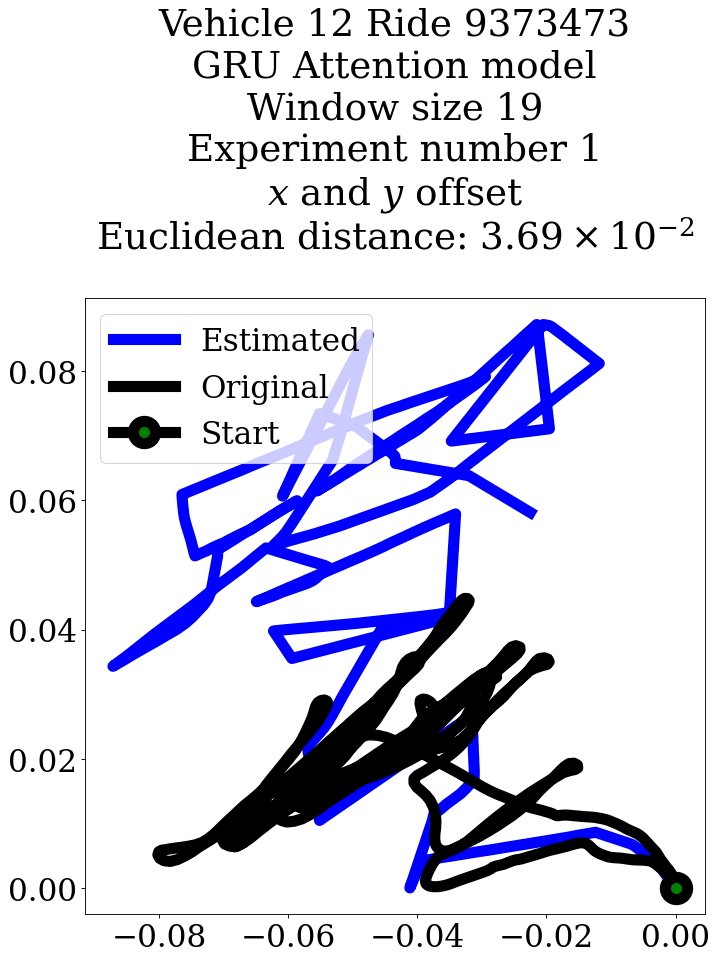 Vehicle 12 Ride 9373473
GRU Attention model
Window size 19
Experiment number 1
x and y offset
Euclidean distance: 3.69 × 10⁻²
Estimated
Original
Start
0.08
0.06
0.04
0.02
0.00
−0.08 −0.06 −0.04 −0.02 0.00